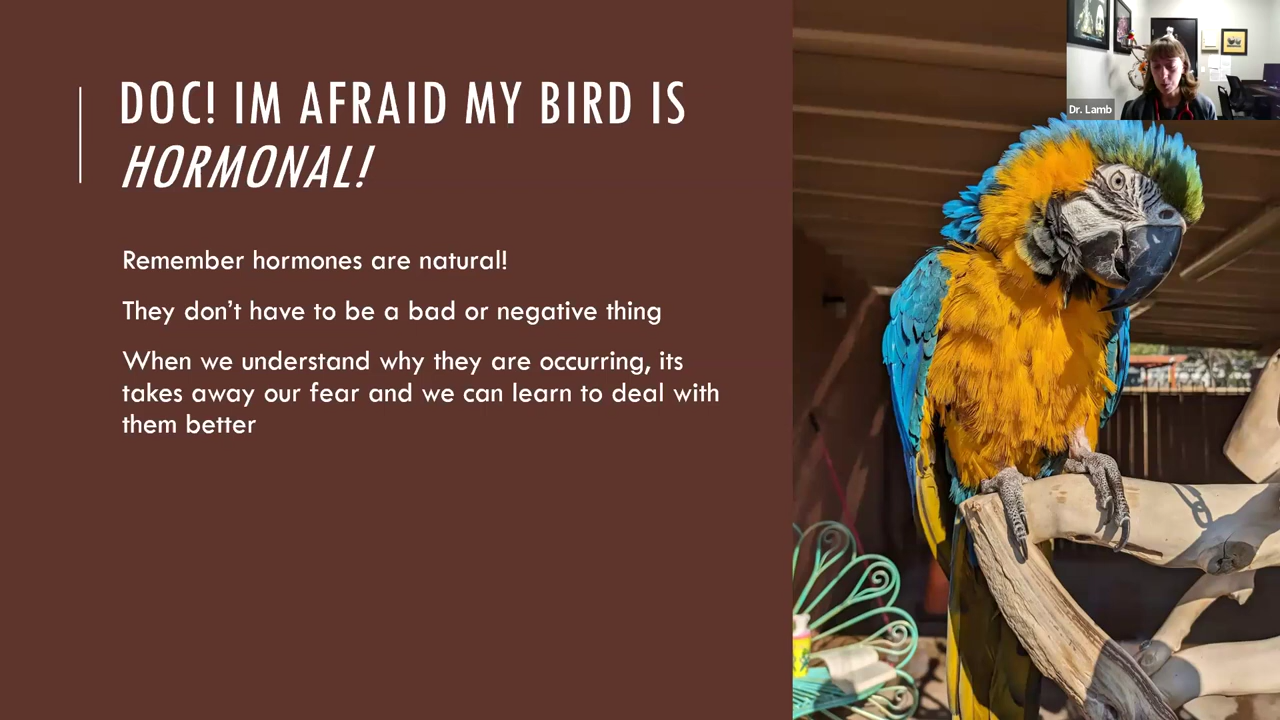 DOC! IM AFRAID MY BIRD IS
HORMONAL!
Remember hormones are natural!
They don’t have to be a bad or negative thing
When we understand why they are occurring, its
takes away our fear and we can learn to deal with
them better
Dr. Lamb